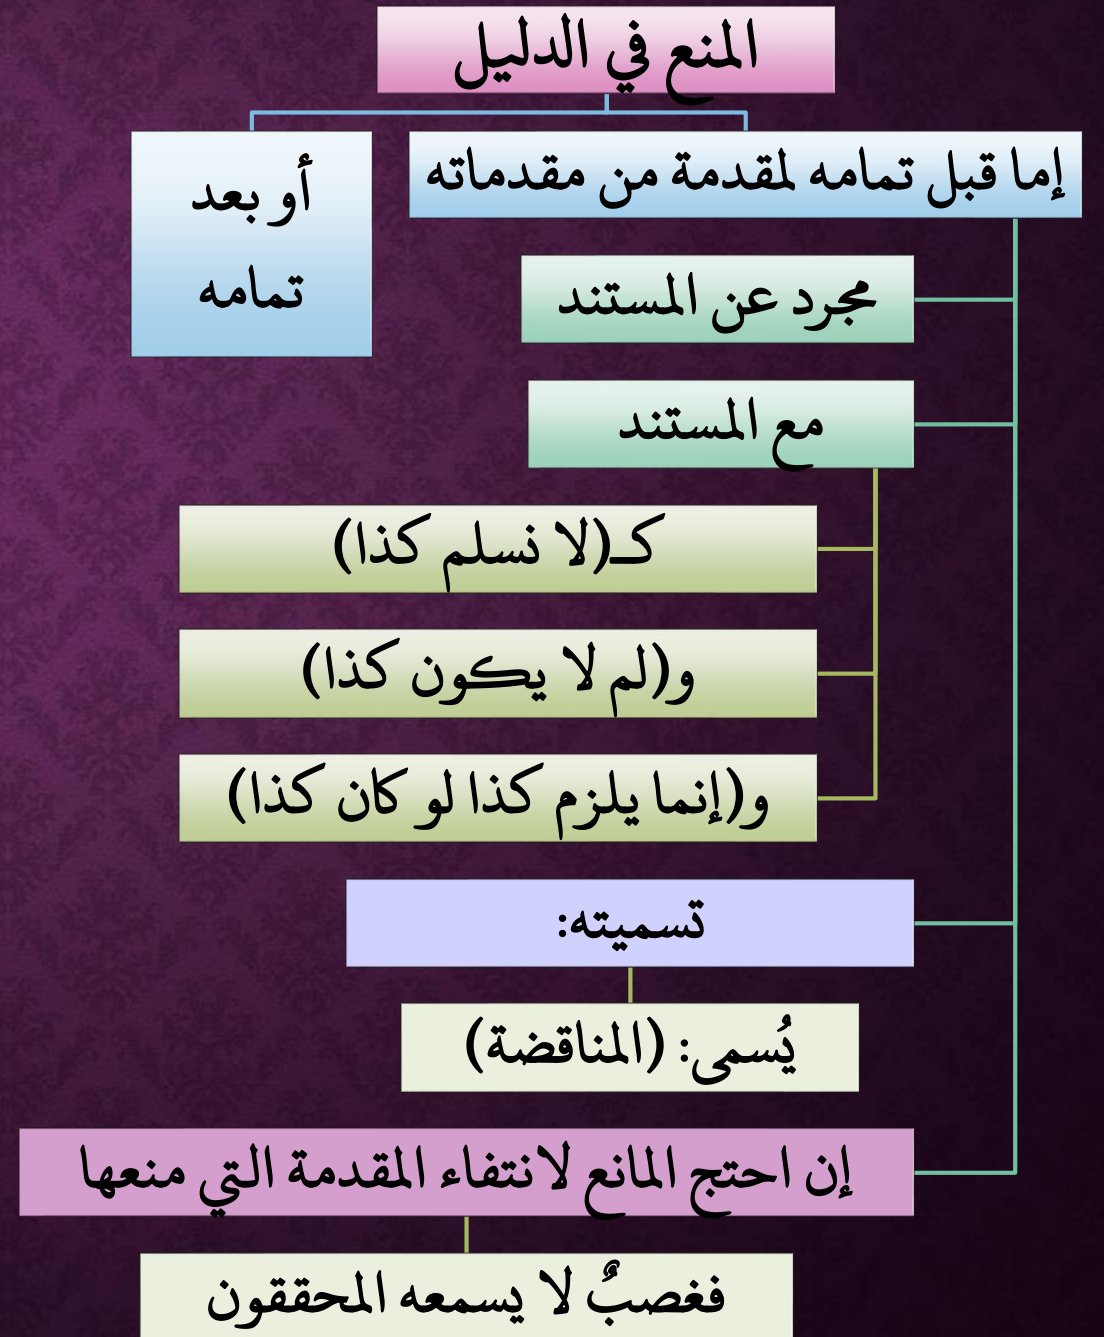 المنع في الدليل
إما قبل تمامه لمقدمة من مقدماته
مجرد عن المستند
مع المستند
كـ(لا نسلم كذا)
و(لم لا يكون كذا)
و(إنما يلزم كذا لو كان كذا)
تسميته:
يُسمى: (المناقضة)
إن احتج المانع لانتفاء المقدمة التي منعها
فغصبٌ لا يسمعه المحققون
أو بعد
تمامه